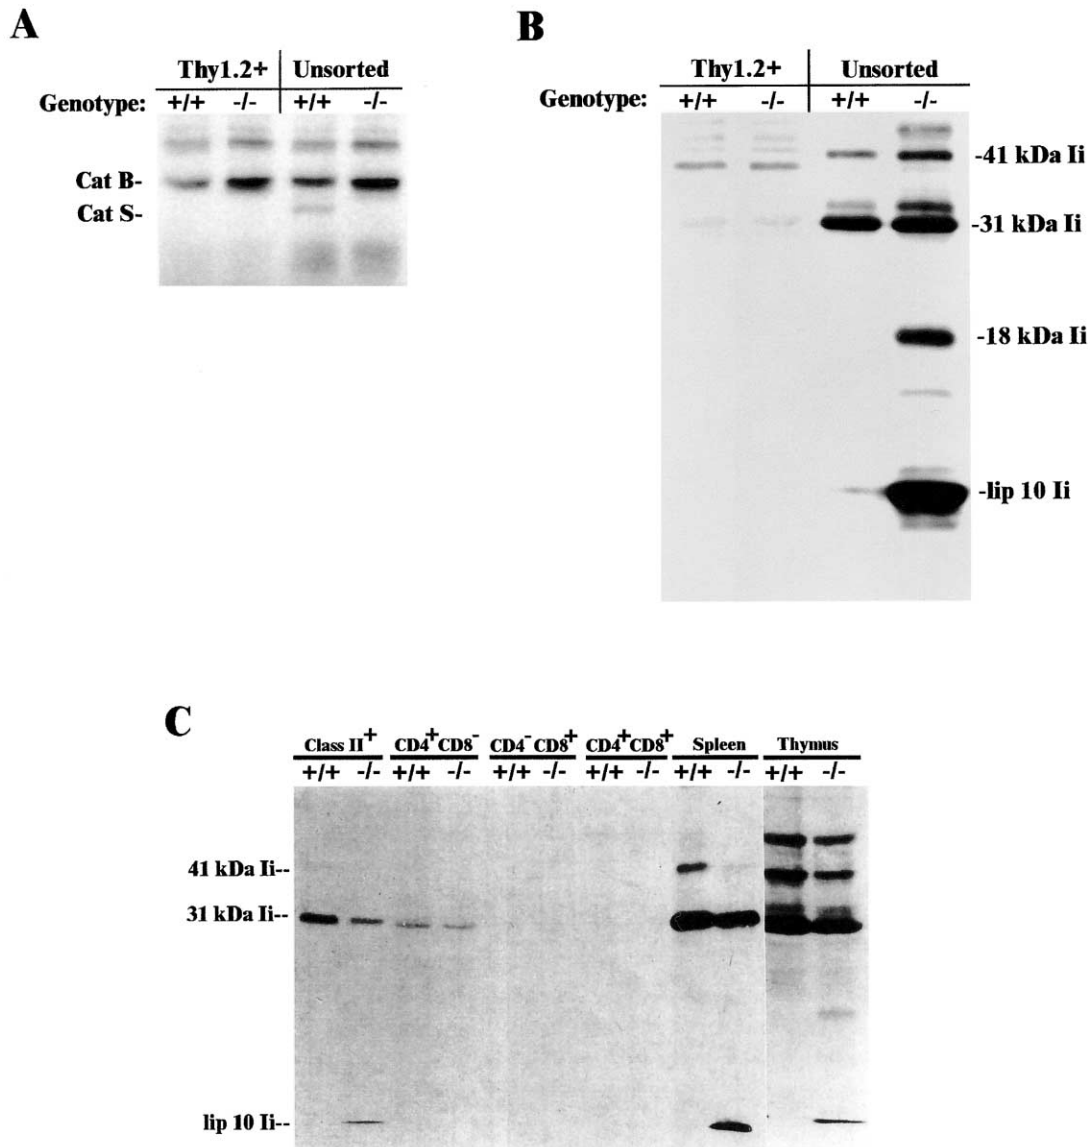 A
Thy1.2+ Unsorted
Genotype: +/+ -/- +/+ -/-
Cat B-
Cat S-
B
Thy1.2+ Unsorted
Genotype: +/+ -/- +/+ -/-
-41 kDa Ii
-31 kDa Ii
-18 kDa Ii
-lip 10 Ii
C
Class II+ CD4+CD8- CD4-CD8+ CD4+CD8+ Spleen Thymus
+/+ -/- +/+ -/- +/+ -/- +/+ -/- +/+ -/- +/+ -/-
41 kDa Ii--
31 kDa Ii--
lip 10 Ii--